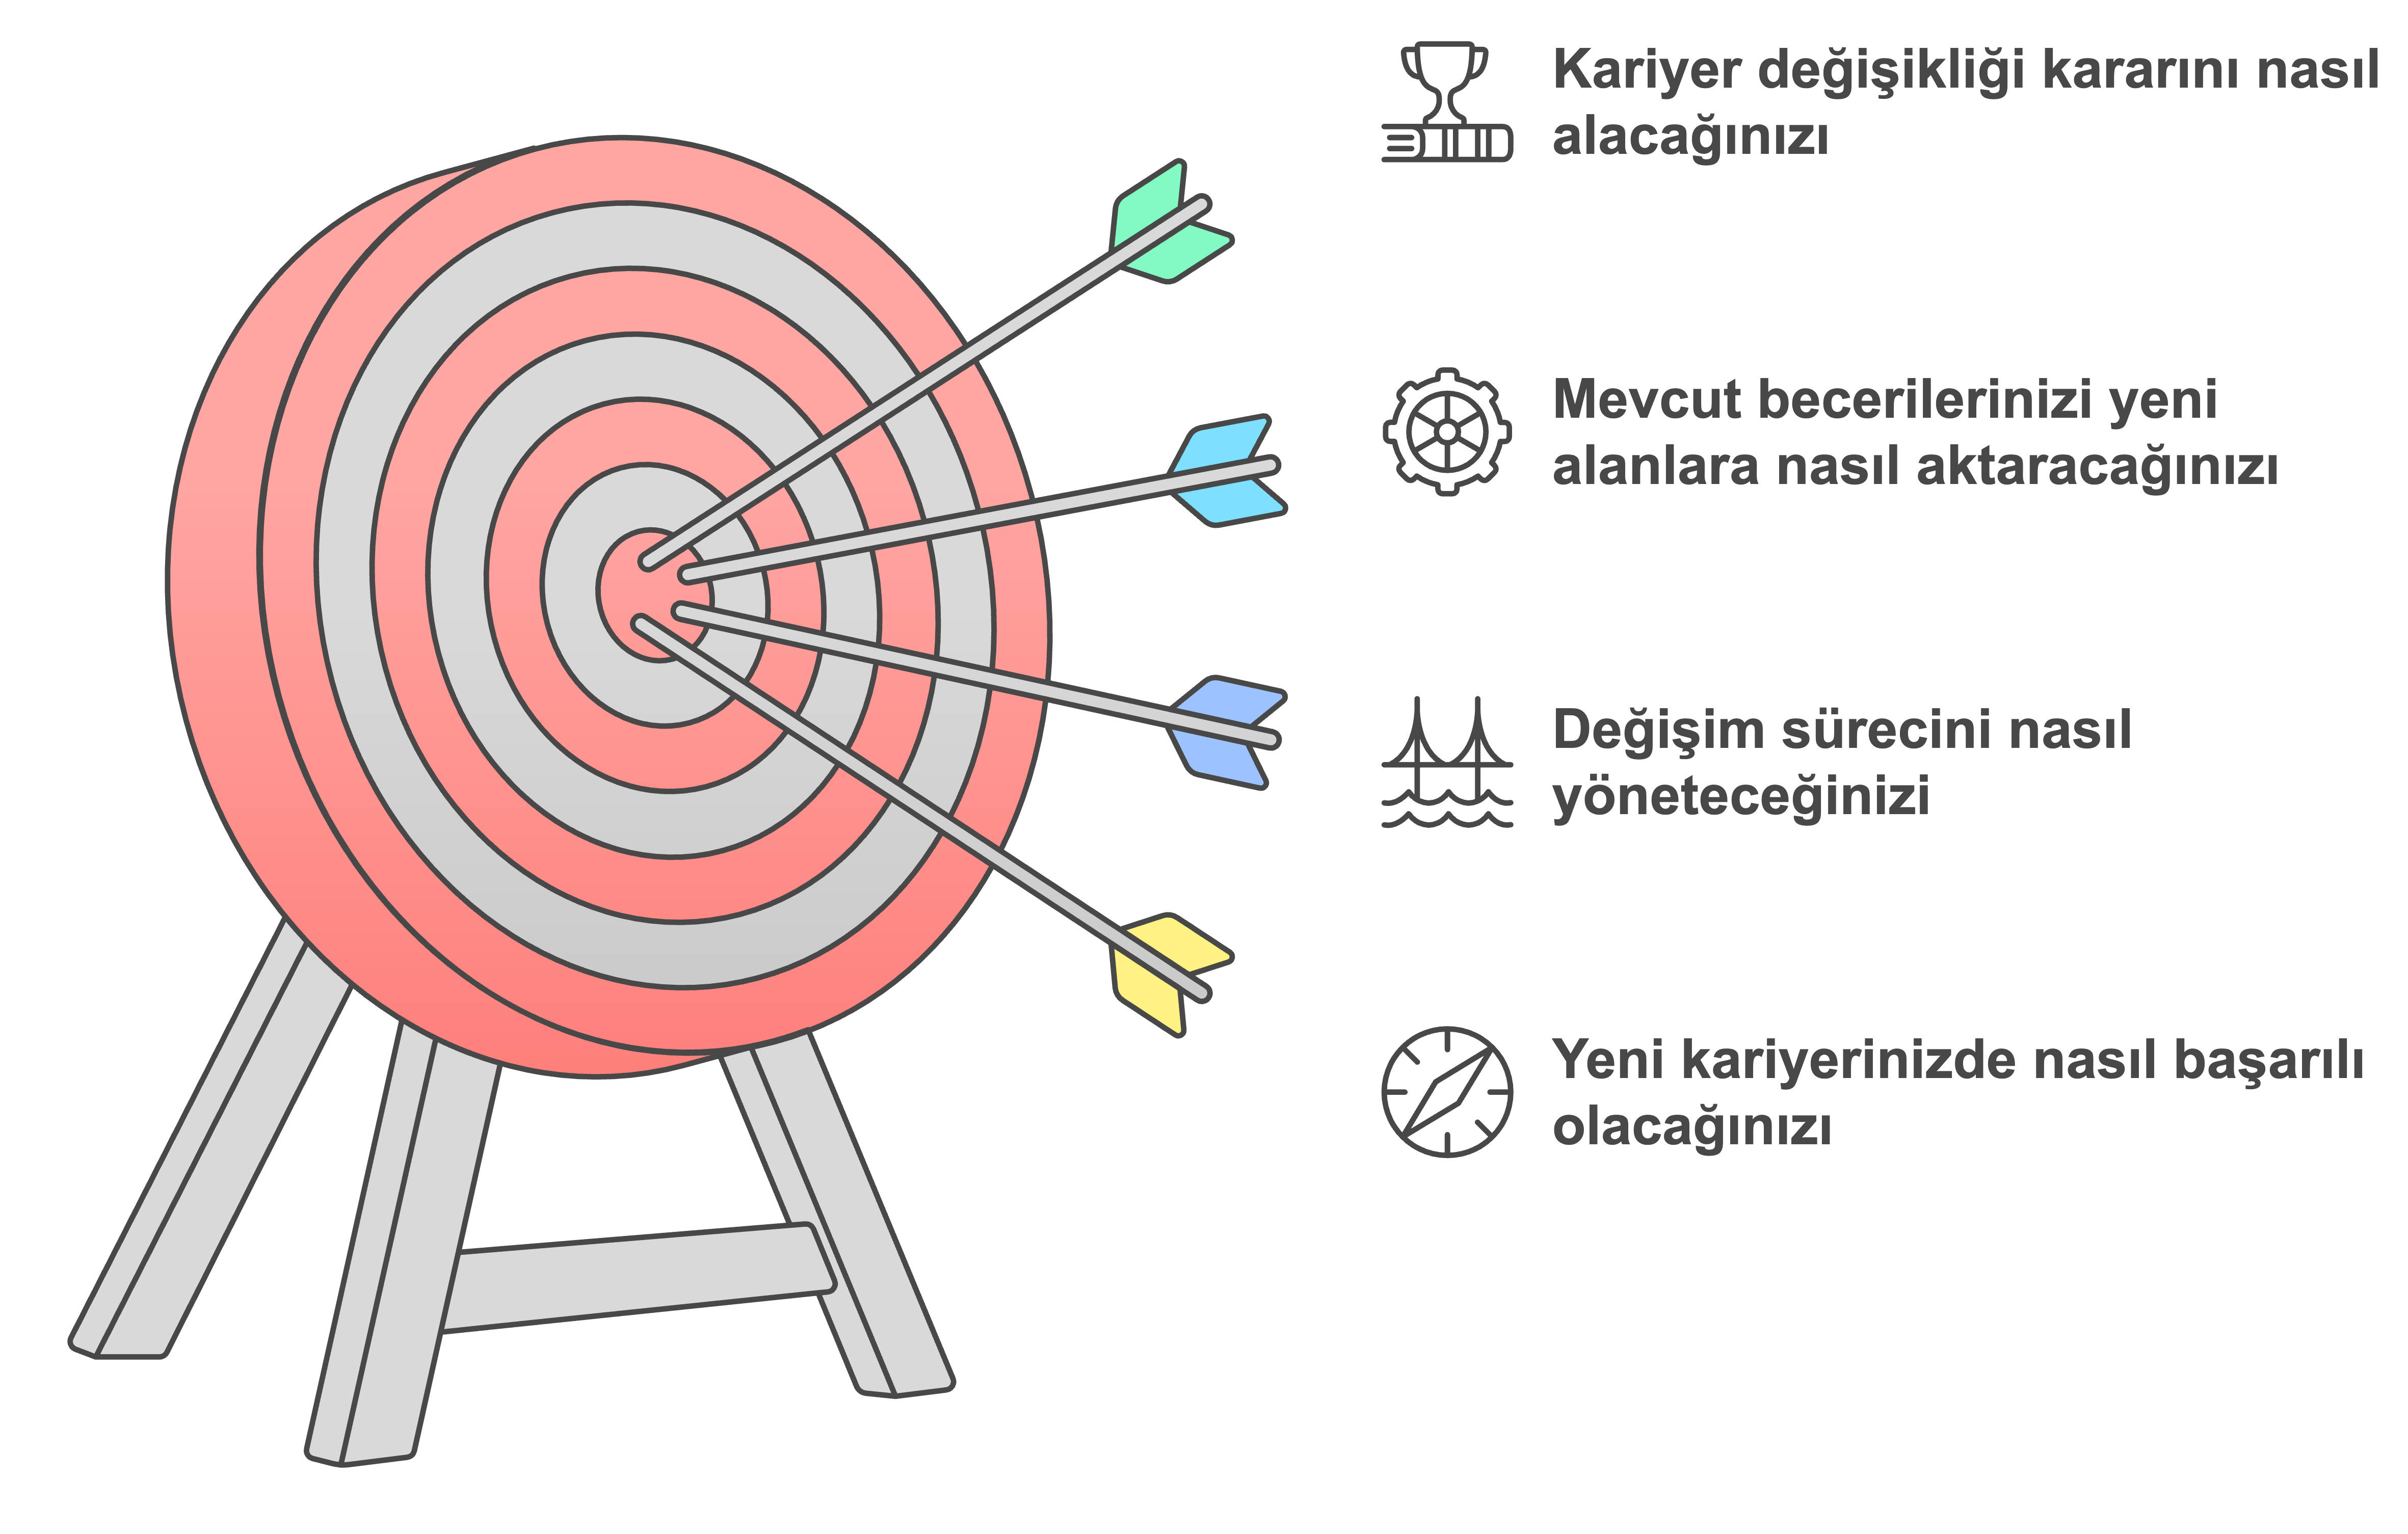 Kariyer değişikliği kararını nasıl
alacağınızı
Mevcut becerilerinizi yeni
alanlara nasıl aktaracağınızı
Değişim sürecini nasıl
yöneteceğinizi
Yeni kariyerinizde nasıl başarılı
olacağınızı